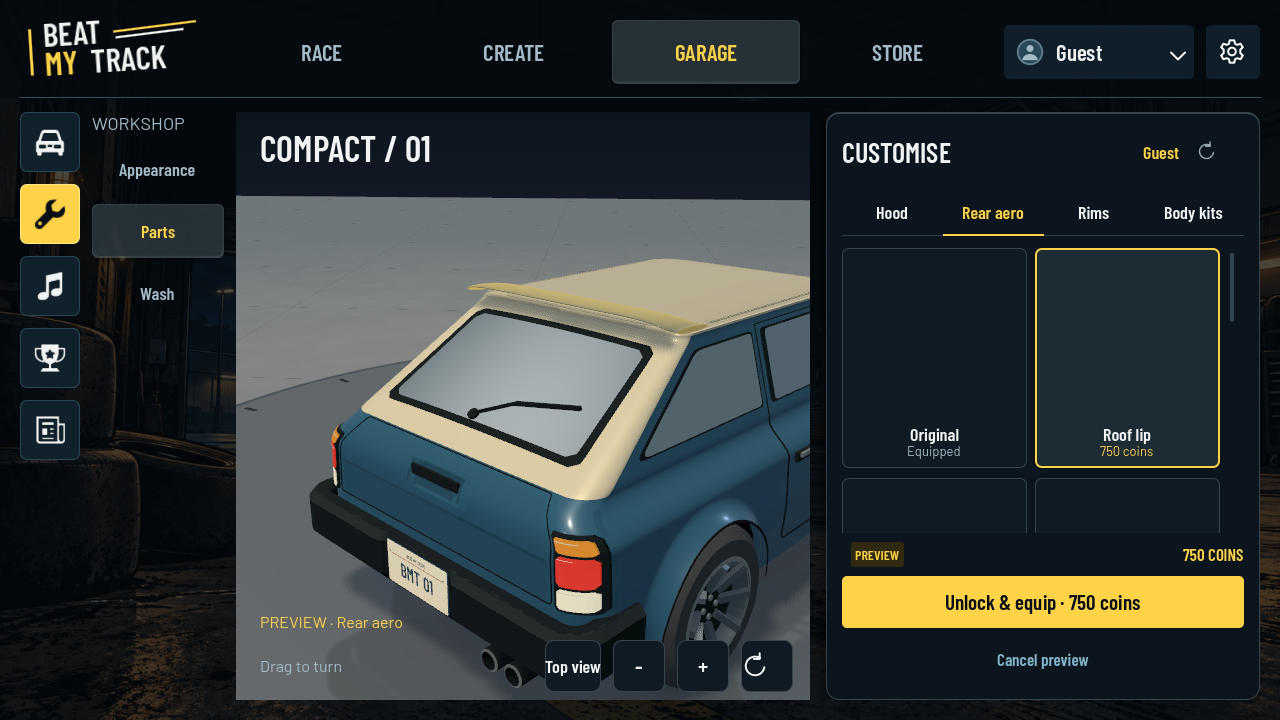 BEAT
MY TRACK
RACE
CREATE
GARAGE
STORE
Guest
WORKSHOP
Appearance
Parts
Wash
COMPACT / 01
BMT 01
PREVIEW · Rear aero
Drag to turn
Top view
-
+
CUSTOMISE
Guest
Hood
Rear aero
Rims
Body kits
Original
Equipped
Roof lip
750 coins
PREVIEW
750 COINS
Unlock & equip · 750 coins
Cancel preview